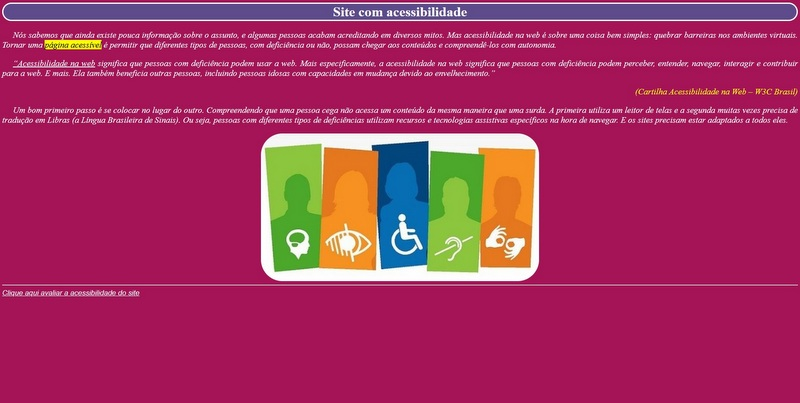 Site com acessibilidade
Nós sabemos que ainda existe pouca informação sobre o assunto, e algumas pessoas acabam acreditando em diversos mitos. Mas acessibilidade na web é sobre uma coisa bem simples: quebrar barreiras nos ambientes virtuais.
Tornar uma página acessível é permitir que diferentes tipos de pessoas, com deficiência ou não, possam chegar aos conteúdos e compreendê-los com autonomia.
“Acessibilidade na web significa que pessoas com deficiência podem usar a web. Mais especificamente, a acessibilidade na web significa que pessoas com deficiência podem perceber, entender, navegar, interagir e contribuir
para a web. E mais. Ela também beneficia outras pessoas, incluindo pessoas idosas com capacidades em mudança devido ao envelhecimento.”
(Cartilha Acessibilidade na Web – W3C Brasil)
Um bom primeiro passo é se colocar no lugar do outro. Compreendendo que uma pessoa cega não acessa um conteúdo da mesma maneira que uma surda. A primeira utiliza um leitor de telas e a segunda muitas vezes precisa de
tradução em Libras (a Língua Brasileira de Sinais). Ou seja, pessoas com diferentes tipos de deficiências utilizam recursos e tecnologias assistivas específicos na hora de navegar. E os sites precisam estar adaptados a todos eles.
Clique aqui avaliar a acessibilidade do site